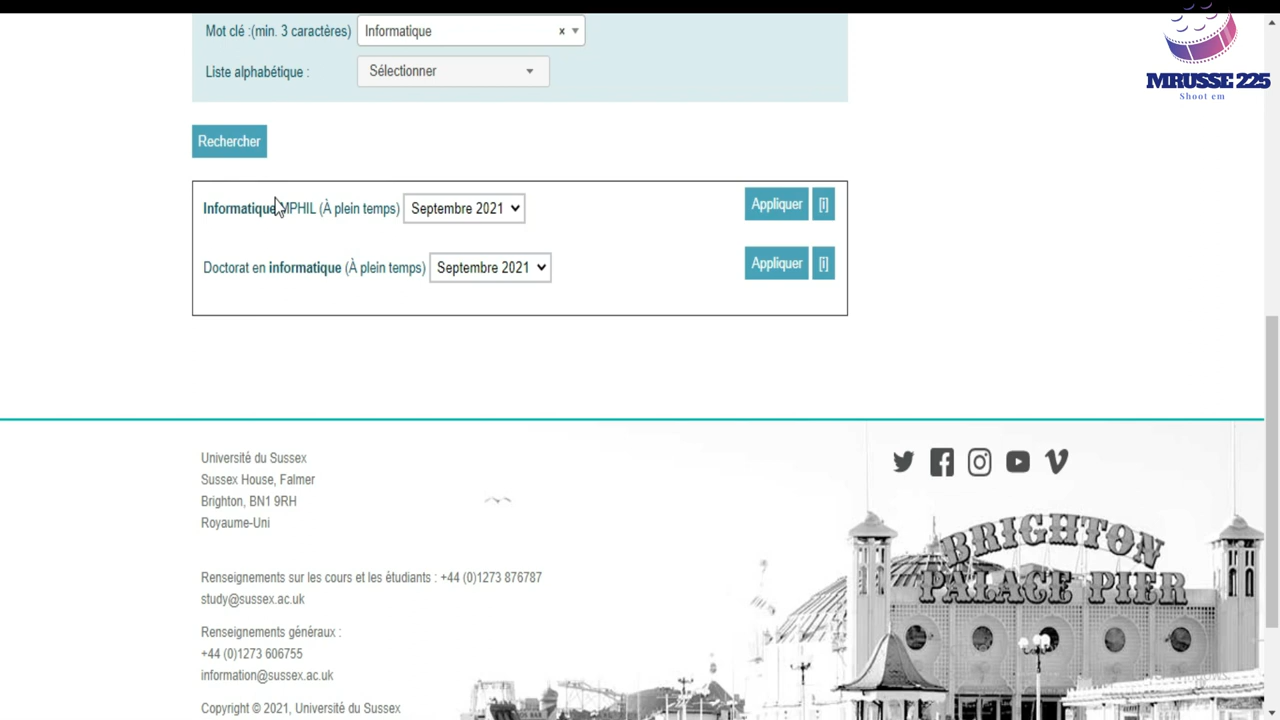 Mot clé :(min. 3 caractères) Informatique x
Liste alphabétique : Sélectionner
MRUSSE 225
Shoot em
Rechercher
Informatique MPHIL (À plein temps) Septembre 2021 Appliquer [i]
Doctorat en informatique (À plein temps) Septembre 2021 Appliquer [i]
Université du Sussex
Sussex House, Falmer
Brighton, BN1 9RH
Royaume-Uni
Renseignements sur les cours et les étudiants : +44 (0)1273 876787
study@sussex.ac.uk
Renseignements généraux :
+44 (0)1273 606755
information@sussex.ac.uk
Copyright © 2021, Université du Sussex
BRIGHTON
PALACE PIER